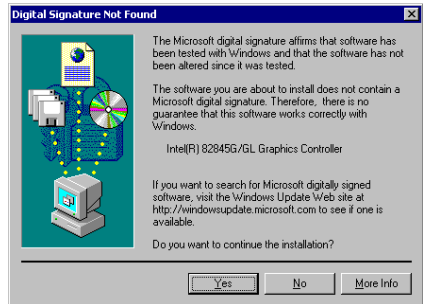 Digital Signature Not Found
The Microsoft digital signature affirms that software has
been tested with Windows and that the software has not
been altered since it was tested.
The software you are about to install does not contain a
Microsoft digital signature. Therefore, there is no
guarantee that this software works correctly with
Windows.
Intel(R) 82845G/GL Graphics Controller
If you want to search for Microsoft digitally signed
software, visit the Windows Update Web site at
http://windowsupdate.microsoft.com to see if one is
available.
Do you want to continue the installation?
Yes No More Info